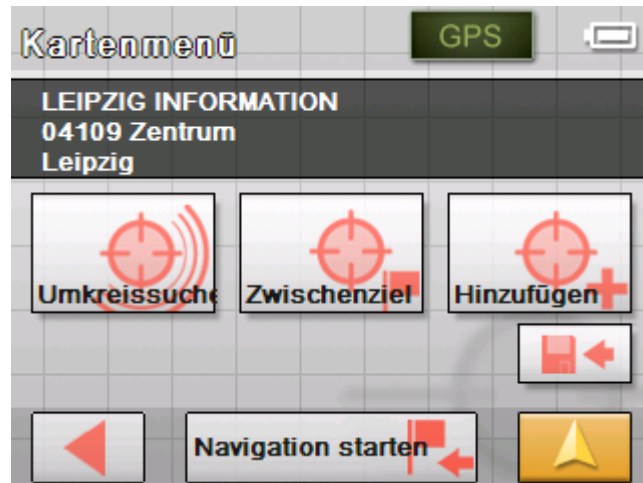 Kartenmenü
GPS
LEIPZIG INFORMATION
04109 Zentrum
Leipzig
Umkreissuche
Zwischenziel
Hinzufügen
Navigation starten